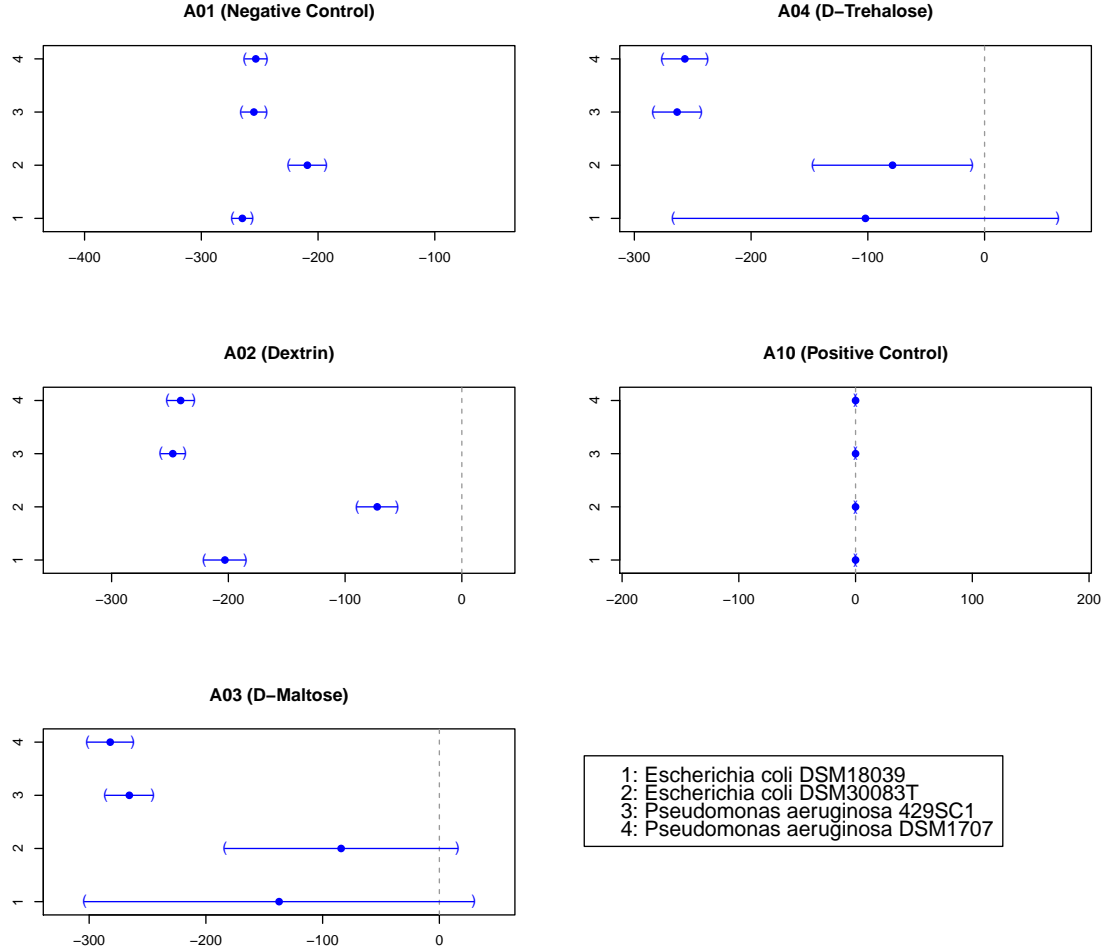 A01 (Negative Control)
4
3
2
1
−400 −300 −200 −100
A04 (D−Trehalose)
4
3
2
1
−300 −200 −100 0
A02 (Dextrin)
4
3
2
1
−300 −200 −100 0
A10 (Positive Control)
4
3
2
1
−200 −100 0 100 200
A03 (D−Maltose)
4
3
2
1
−300 −200 −100 0
1: Escherichia coli DSM18039
2: Escherichia coli DSM30083T
3: Pseudomonas aeruginosa 429SC1
4: Pseudomonas aeruginosa DSM1707